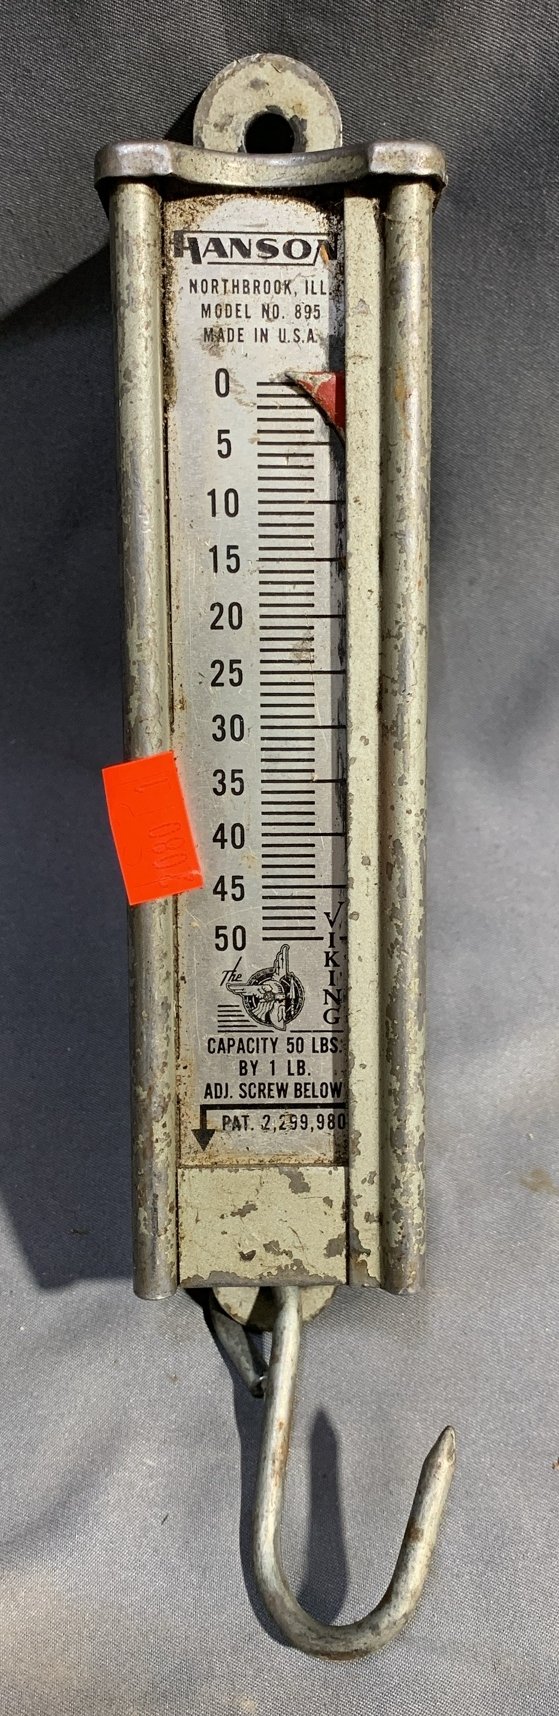 HANSON
NORTHBROOK, ILL.
MODEL NO. 895
MADE IN U.S.A.
0
5
10
15
20
25
30
35
40
45
50
The
VIKING
CAPACITY 50 LBS.
BY 1 LB.
ADJ. SCREW BELOW
PAT. 2,299,980